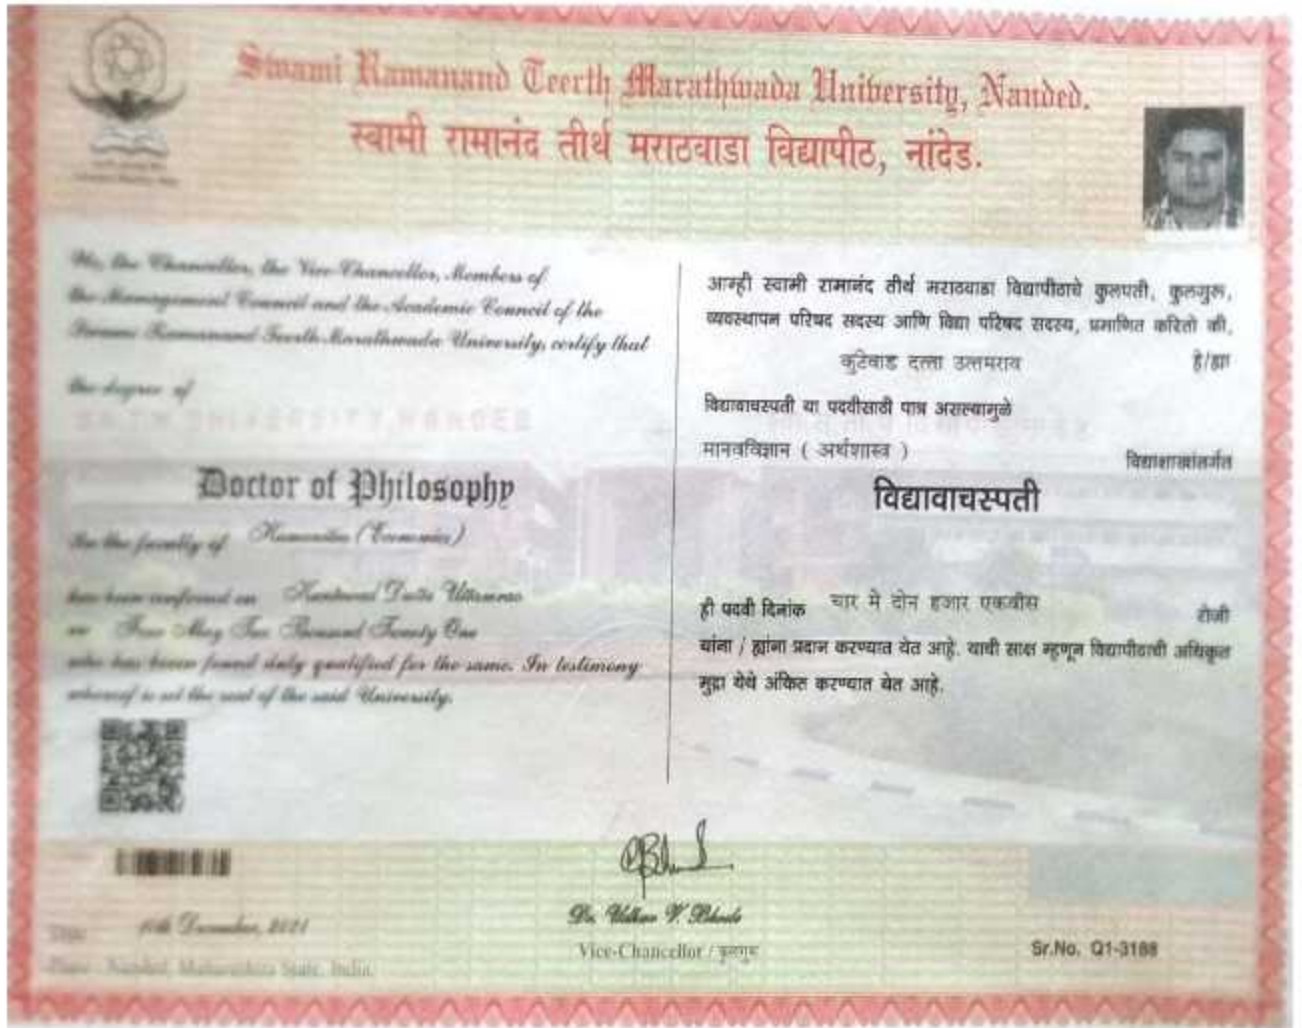 Swami Ramanand Teerth Marathwada University, Nanded.
स्वामी रामानंद तीर्थ मराठवाडा विद्यापीठ, नांदेड.
We, the Chancellor, the Vice-Chancellor, Members of
the Management Council and the Academic Council of the
Swami Ramanand Teerth Marathwada University, certify that
the degree of
Doctor of Philosophy
In the faculty of Humanities (Economics)
has been conferred on Datta Uttamrao
on Four May Two Thousand Twenty One
who has been found duly qualified for the same. In testimony
whereof is set the seal of the said University.
आम्ही स्वामी रामानंद तीर्थ मराठवाडा विद्यापीठाचे कुलपती, कुलगुरू,
व्यवस्थापन परिषद सदस्य आणि विद्या परिषद सदस्य, प्रमाणित करितो की,
कुटेवाड दत्ता उत्तमराव हे/ह्या
विद्यावाचस्पती या पदवीसाठी पात्र असल्यामुळे
मानवविज्ञान ( अर्थशास्त्र ) विद्याशाखांतर्गत
विद्यावाचस्पती
ही पदवी दिनांक चार मे दोन हजार एकवीस रोजी
यांना / ह्यांना प्रदान करण्यात येत आहे. याची साक्ष म्हणून विद्यापीठाची अधिकृत
मुद्रा येथे अंकित करण्यात येत आहे.
Dr. Udhav V. Bhosle
Vice-Chancellor / कुलगुरू
Date: December, 2021
Place: Nanded, Maharashtra State, India.
Sr.No. Q1-3188